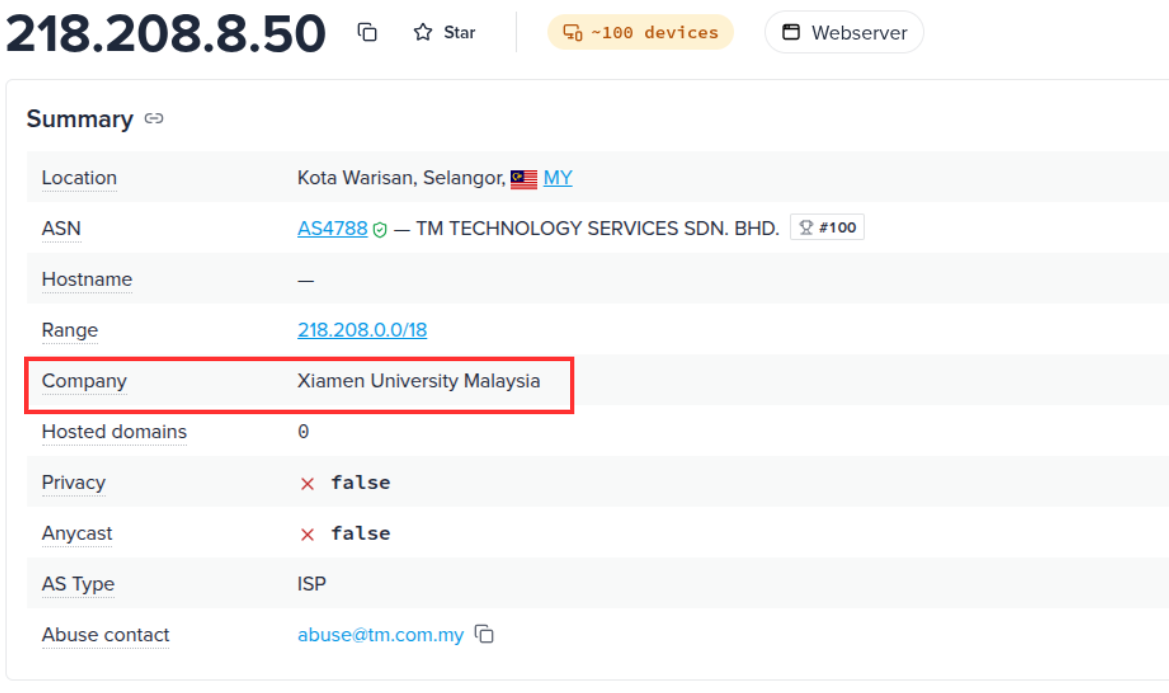 218.208.8.50 Star ~100 devices Webserver
Summary
Location Kota Warisan, Selangor, MY
ASN AS4788 — TM TECHNOLOGY SERVICES SDN. BHD. #100
Hostname —
Range 218.208.0.0/18
Company Xiamen University Malaysia
Hosted domains 0
Privacy false
Anycast false
AS Type ISP
Abuse contact abuse@tm.com.my